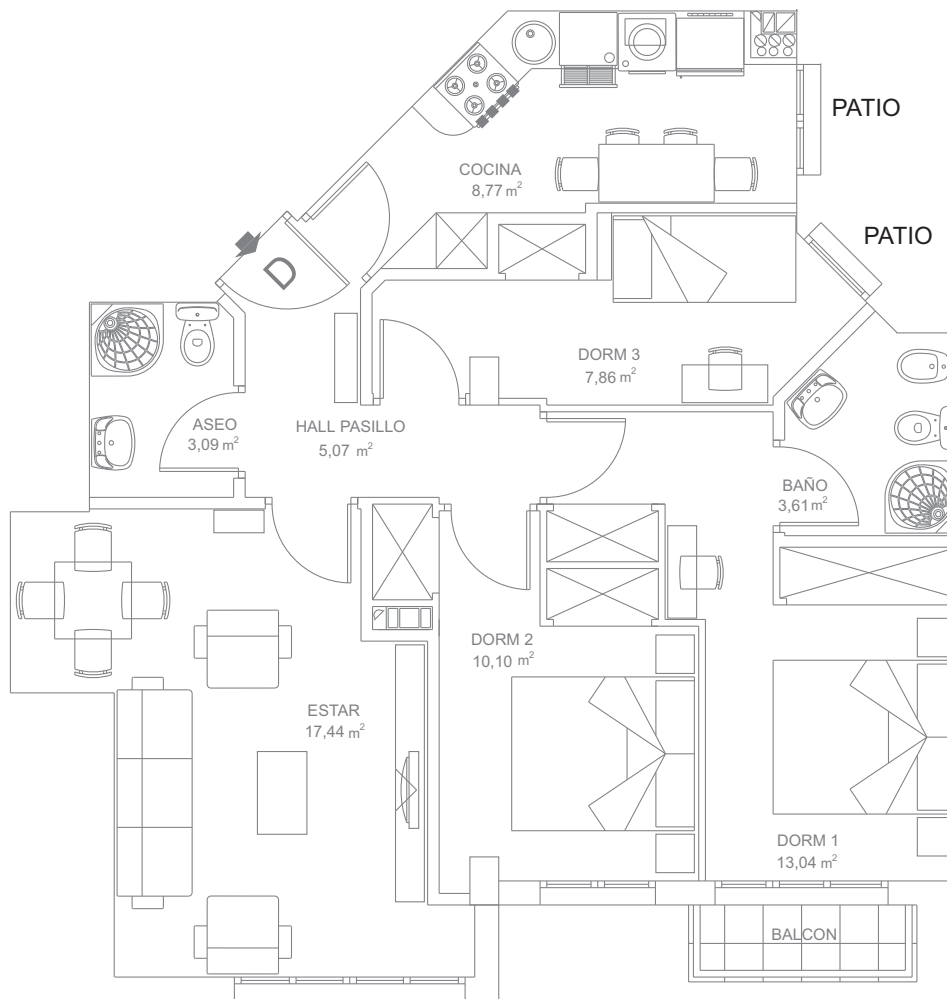 PATIO
COCINA
8,77 m²
PATIO
D
DORM 3
7,86 m²
ASEO
3,09 m²
HALL PASILLO
5,07 m²
BAÑO
3,61 m²
DORM 2
10,10 m²
ESTAR
17,44 m²
DORM 1
13,04 m²
BALCON